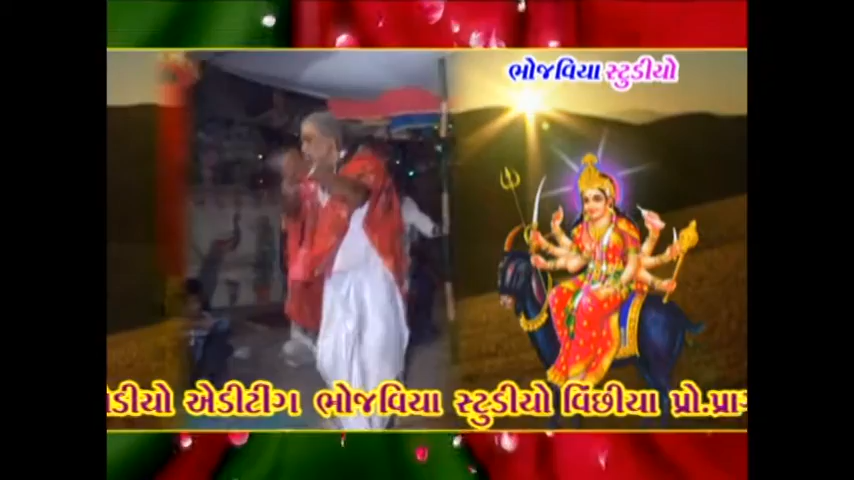 ભોજવિયા સ્ટુડીયો
ડીયો એડીટીંગ ભોજવિયા સ્ટુડીયો વિંછીયા પ્રો.પ્રાગ